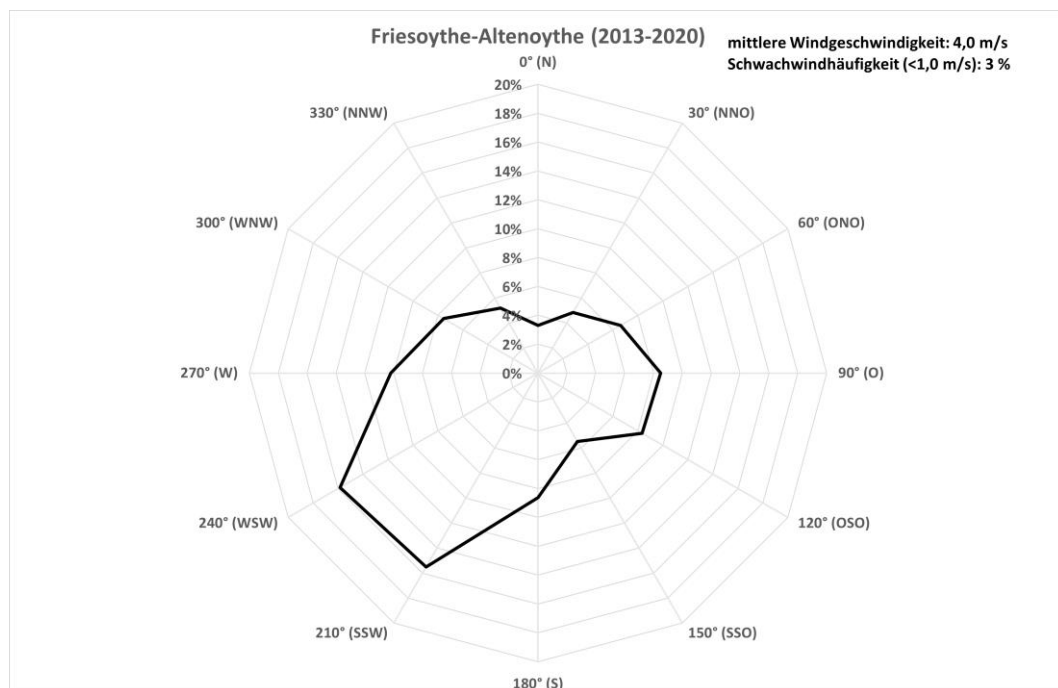 Friesoythe-Altenoythe (2013-2020)
mittlere Windgeschwindigkeit: 4,0 m/s
Schwachwindhäufigkeit (<1,0 m/s): 3 %
0° (N)
20%
18%
16%
14%
12%
10%
8%
6%
4%
2%
0%
30° (NNO)
60° (ONO)
90° (O)
120° (OSO)
150° (SSO)
180° (S)
210° (SSW)
240° (WSW)
270° (W)
300° (WNW)
330° (NNW)